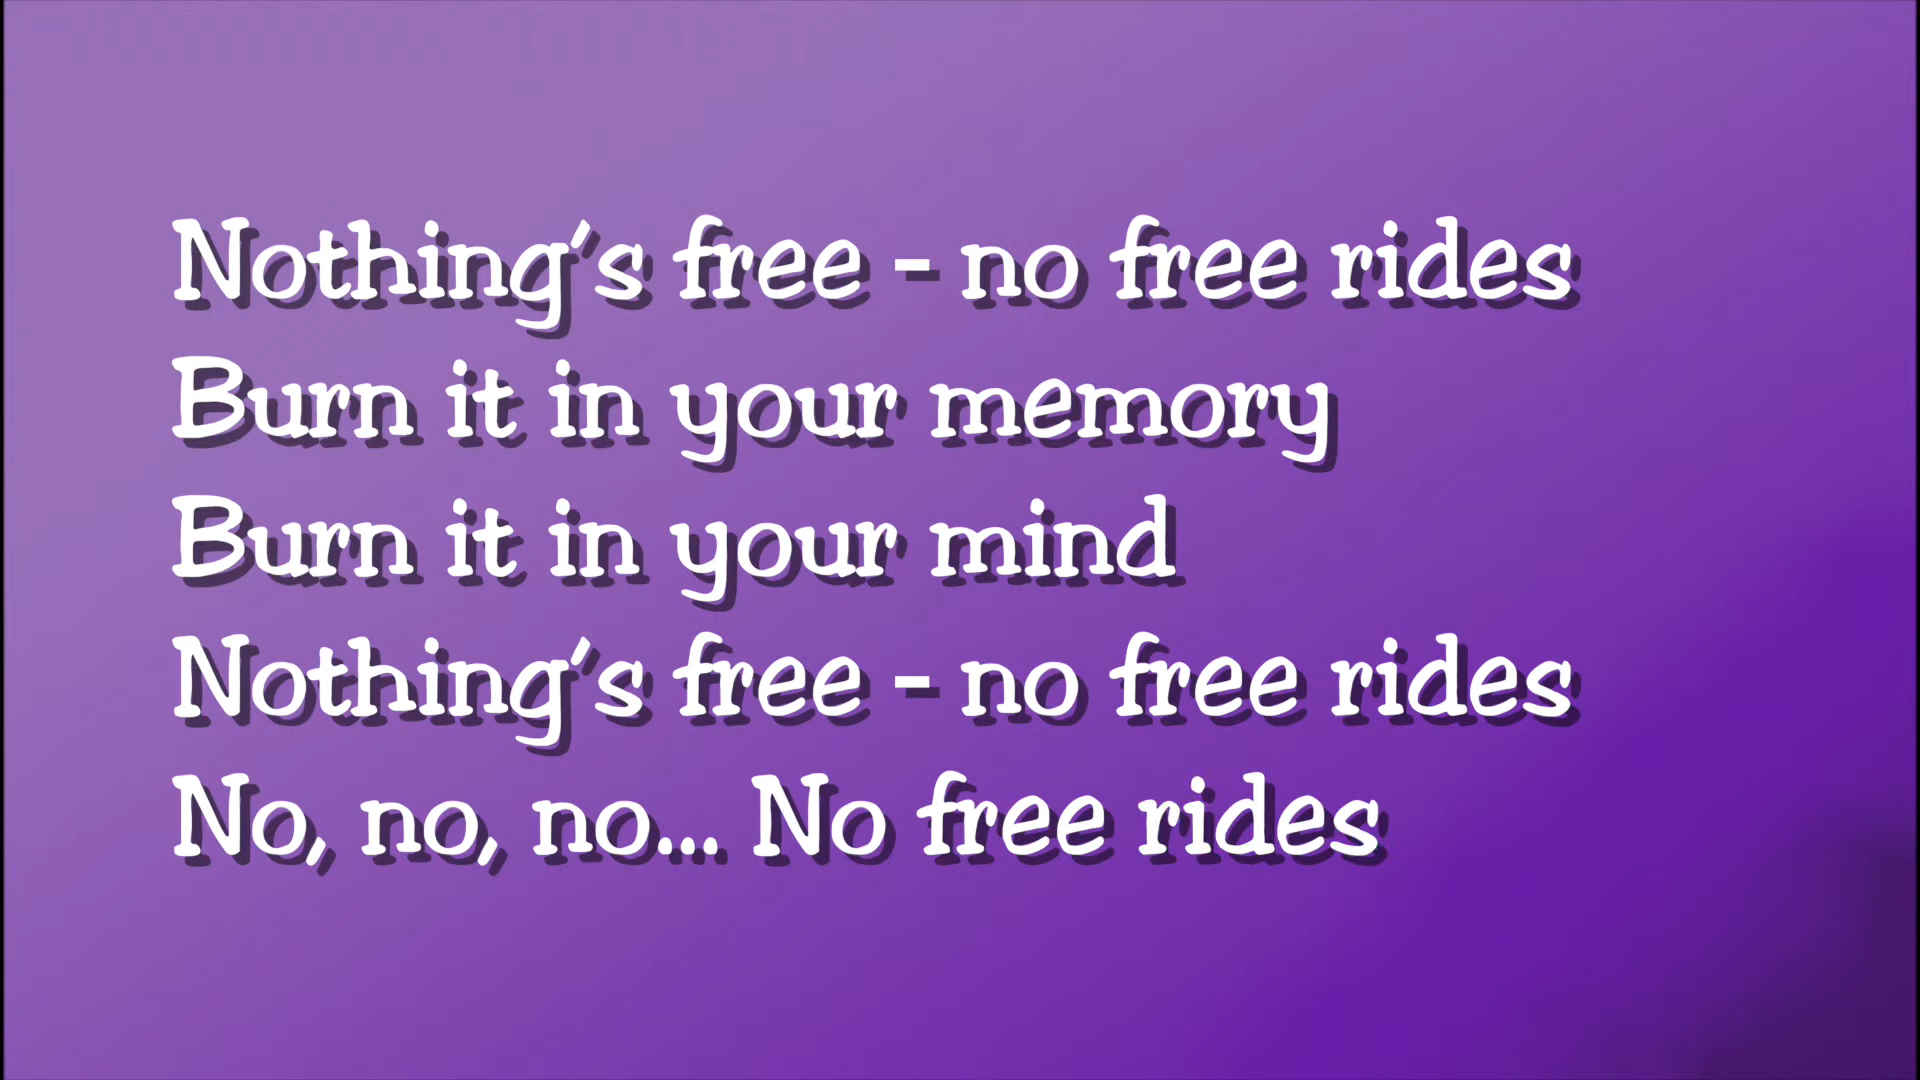 Nothing's free - no free rides
Burn it in your memory
Burn it in your mind
Nothing's free - no free rides
No, no, no... No free rides